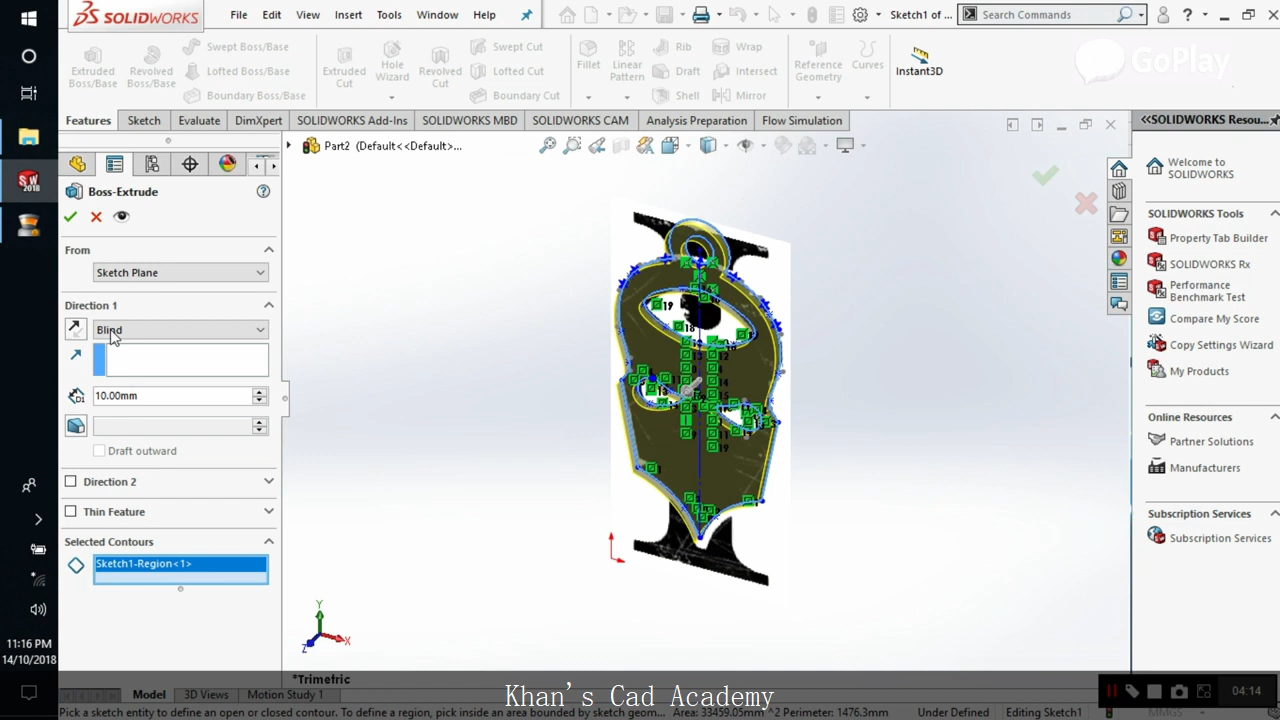 SOLIDWORKS
File
Edit
View
Insert
Tools
Window
Help
Sketch1 of ...
Search Commands
Extruded Boss/Base
Revolved Boss/Base
Swept Boss/Base
Lofted Boss/Base
Boundary Boss/Base
Extruded Cut
Hole Wizard
Revolved Cut
Swept Cut
Lofted Cut
Boundary Cut
Fillet
Linear Pattern
Rib
Draft
Shell
Wrap
Intersect
Mirror
Reference Geometry
Curves
Instant3D
GoPlay
Features
Sketch
Evaluate
DimXpert
SOLIDWORKS Add-Ins
SOLIDWORKS MBD
SOLIDWORKS CAM
Analysis Preparation
Flow Simulation
SOLIDWORKS Resou...
Part2 (Default<<Default>...
Boss-Extrude
From
Sketch Plane
Direction 1
Blind
10.00mm
Draft outward
Direction 2
Thin Feature
Selected Contours
Sketch1-Region<1>
Welcome to
SOLIDWORKS
SOLIDWORKS Tools
Property Tab Builder
SOLIDWORKS Rx
Performance
Benchmark Test
Compare My Score
Copy Settings Wizard
My Products
Online Resources
Partner Solutions
Manufacturers
Subscription Services
Subscription Services
11:16 PM
14/10/2018
Y
X
Z
*Trimetric
Model
3D Views
Motion Study 1
Khan's Cad Academy
04:14
Pick a sketch entity to define an open or closed contour. To define a region, pick inside an area bounded by sketch geom...
Area: 33459.05mm^2 Perimeter: 1476.3mm
Under Defined
Editing Sketch1
MMGS